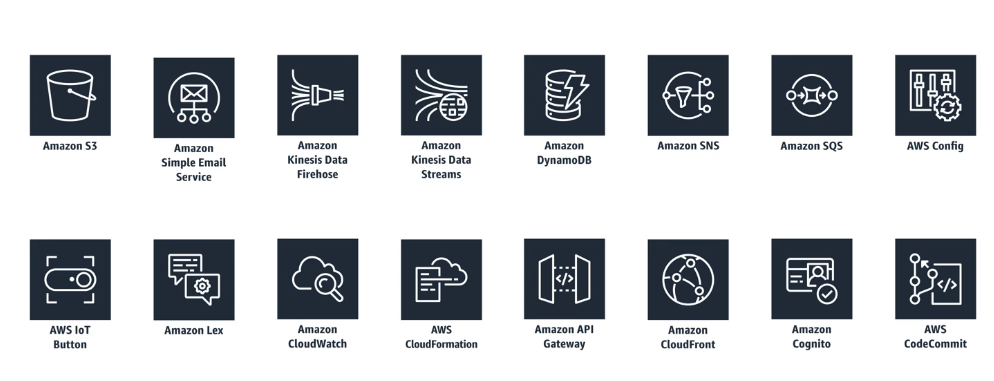 Amazon S3
Amazon
Simple Email
Service
Amazon
Kinesis Data
Firehose
Amazon
Kinesis Data
Streams
Amazon
DynamoDB
Amazon SNS
Amazon SQS
AWS Config
AWS IoT
Button
Amazon Lex
Amazon
CloudWatch
AWS
CloudFormation
Amazon API
Gateway
Amazon
CloudFront
Amazon
Cognito
AWS
CodeCommit